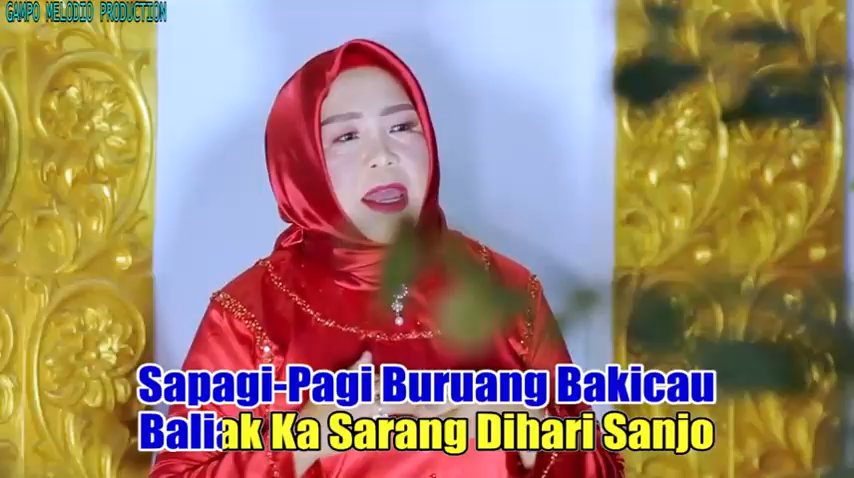 GAMPO MELODIO PRODUCTION
Sapagi-Pagi Buruang Bakicau
Baliak Ka Sarang Dihari Sanjo